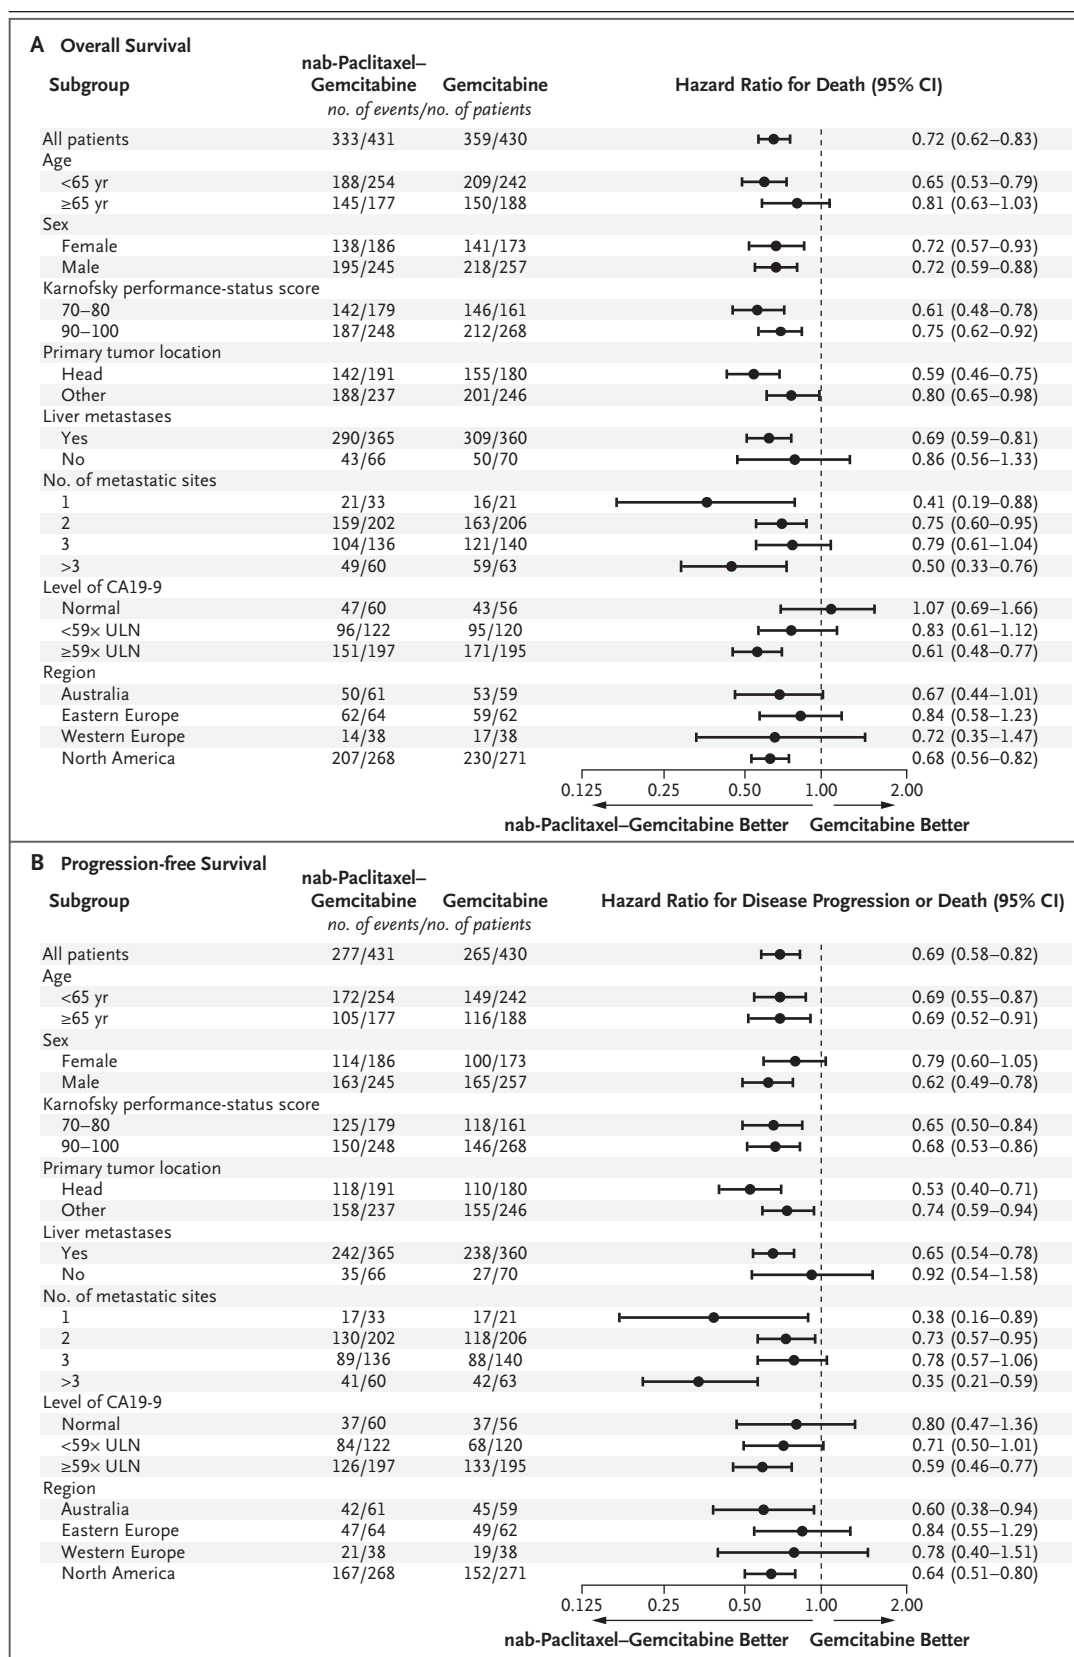 A Overall Survival
Subgroup nab-Paclitaxel–Gemcitabine Gemcitabine Hazard Ratio for Death (95% CI)
no. of events/no. of patients
All patients 333/431 359/430 0.72 (0.62–0.83)
Age
<65 yr 188/254 209/242 0.65 (0.53–0.79)
≥65 yr 145/177 150/188 0.81 (0.63–1.03)
Sex
Female 138/186 141/173 0.72 (0.57–0.93)
Male 195/245 218/257 0.72 (0.59–0.88)
Karnofsky performance-status score
70–80 142/179 146/161 0.61 (0.48–0.78)
90–100 187/248 212/268 0.75 (0.62–0.92)
Primary tumor location
Head 142/191 155/180 0.59 (0.46–0.75)
Other 188/237 201/246 0.80 (0.65–0.98)
Liver metastases
Yes 290/365 309/360 0.69 (0.59–0.81)
No 43/66 50/70 0.86 (0.56–1.33)
No. of metastatic sites
1 21/33 16/21 0.41 (0.19–0.88)
2 159/202 163/206 0.75 (0.60–0.95)
3 104/136 121/140 0.79 (0.61–1.04)
>3 49/60 59/63 0.50 (0.33–0.76)
Level of CA19-9
Normal 47/60 43/56 1.07 (0.69–1.66)
<59× ULN 96/122 95/120 0.83 (0.61–1.12)
≥59× ULN 151/197 171/195 0.61 (0.48–0.77)
Region
Australia 50/61 53/59 0.67 (0.44–1.01)
Eastern Europe 62/64 59/62 0.84 (0.58–1.23)
Western Europe 14/38 17/38 0.72 (0.35–1.47)
North America 207/268 230/271 0.68 (0.56–0.82)
0.125 0.25 0.50 1.00 2.00
nab-Paclitaxel–Gemcitabine Better Gemcitabine Better
B Progression-free Survival
Subgroup nab-Paclitaxel–Gemcitabine Gemcitabine Hazard Ratio for Disease Progression or Death (95% CI)
no. of events/no. of patients
All patients 277/431 265/430 0.69 (0.58–0.82)
Age
<65 yr 172/254 149/242 0.69 (0.55–0.87)
≥65 yr 105/177 116/188 0.69 (0.52–0.91)
Sex
Female 114/186 100/173 0.79 (0.60–1.05)
Male 163/245 165/257 0.62 (0.49–0.78)
Karnofsky performance-status score
70–80 125/179 118/161 0.65 (0.50–0.84)
90–100 150/248 146/268 0.68 (0.53–0.86)
Primary tumor location
Head 118/191 110/180 0.53 (0.40–0.71)
Other 158/237 155/246 0.74 (0.59–0.94)
Liver metastases
Yes 242/365 238/360 0.65 (0.54–0.78)
No 35/66 27/70 0.92 (0.54–1.58)
No. of metastatic sites
1 17/33 17/21 0.38 (0.16–0.89)
2 130/202 118/206 0.73 (0.57–0.95)
3 89/136 88/140 0.78 (0.57–1.06)
>3 41/60 42/63 0.35 (0.21–0.59)
Level of CA19-9
Normal 37/60 37/56 0.80 (0.47–1.36)
<59× ULN 84/122 68/120 0.71 (0.50–1.01)
≥59× ULN 126/197 133/195 0.59 (0.46–0.77)
Region
Australia 42/61 45/59 0.60 (0.38–0.94)
Eastern Europe 47/64 49/62 0.84 (0.55–1.29)
Western Europe 21/38 19/38 0.78 (0.40–1.51)
North America 167/268 152/271 0.64 (0.51–0.80)
0.125 0.25 0.50 1.00 2.00
nab-Paclitaxel–Gemcitabine Better Gemcitabine Better